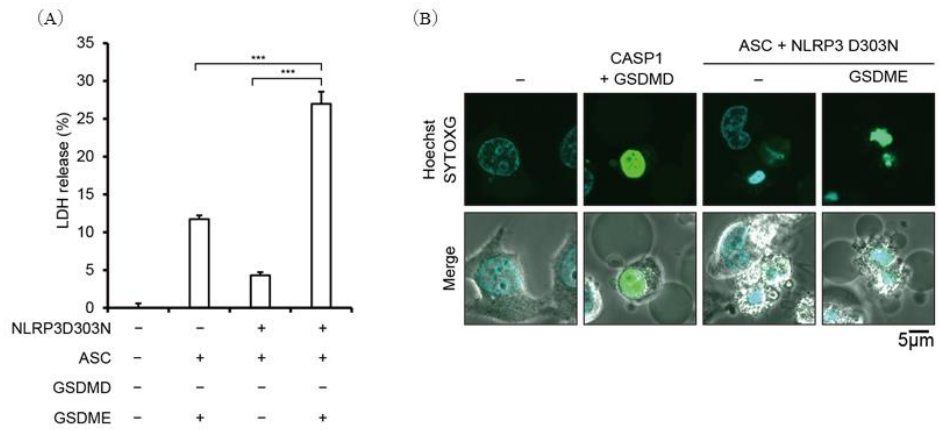 (A)
***
***
LDH release (%)
35
30
25
20
15
10
5
0
NLRP3D303N − − + +
ASC − + + +
GSDMD − − − −
GSDME − + − +
(B)
ASC + NLRP3 D303N
CASP1
+ GSDMD
− − GSDME
Hoechst
SYTOXG
Merge
5μm